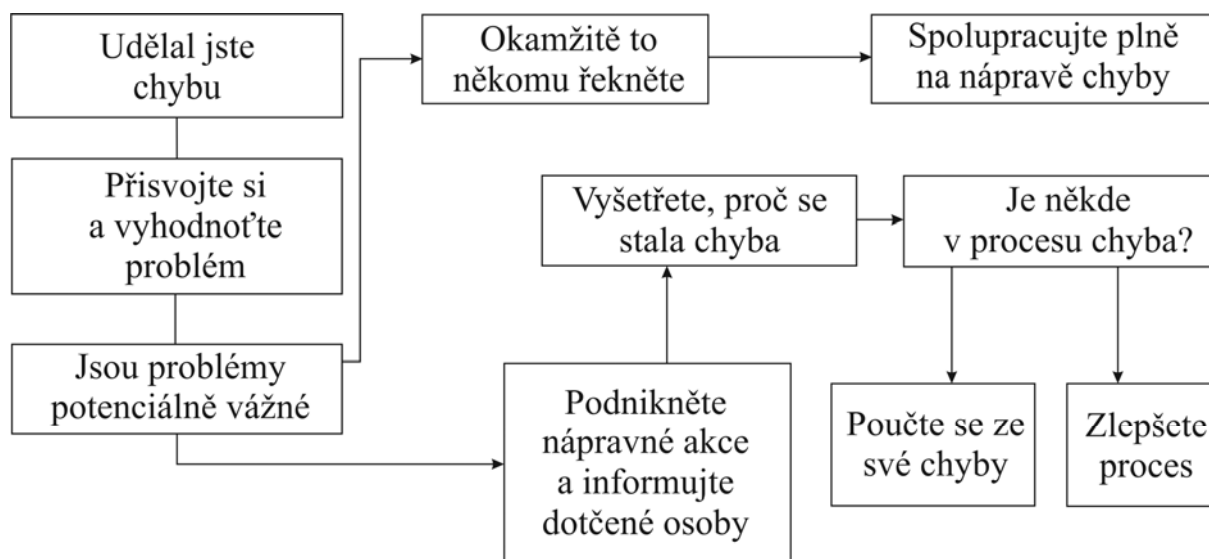 Udělal jste
chybu
Okamžitě to
někomu řekněte
Spolupracujte plně
na nápravě chyby
Přisvojte si
a vyhodnoťte
problém
Vyšetřete, proč se
stala chyba
Je někde
v procesu chyba?
Jsou problémy
potenciálně vážné
Podnikněte
nápravné akce
a informujte
dotčené osoby
Poučte se ze
své chyby
Zlepšete
proces